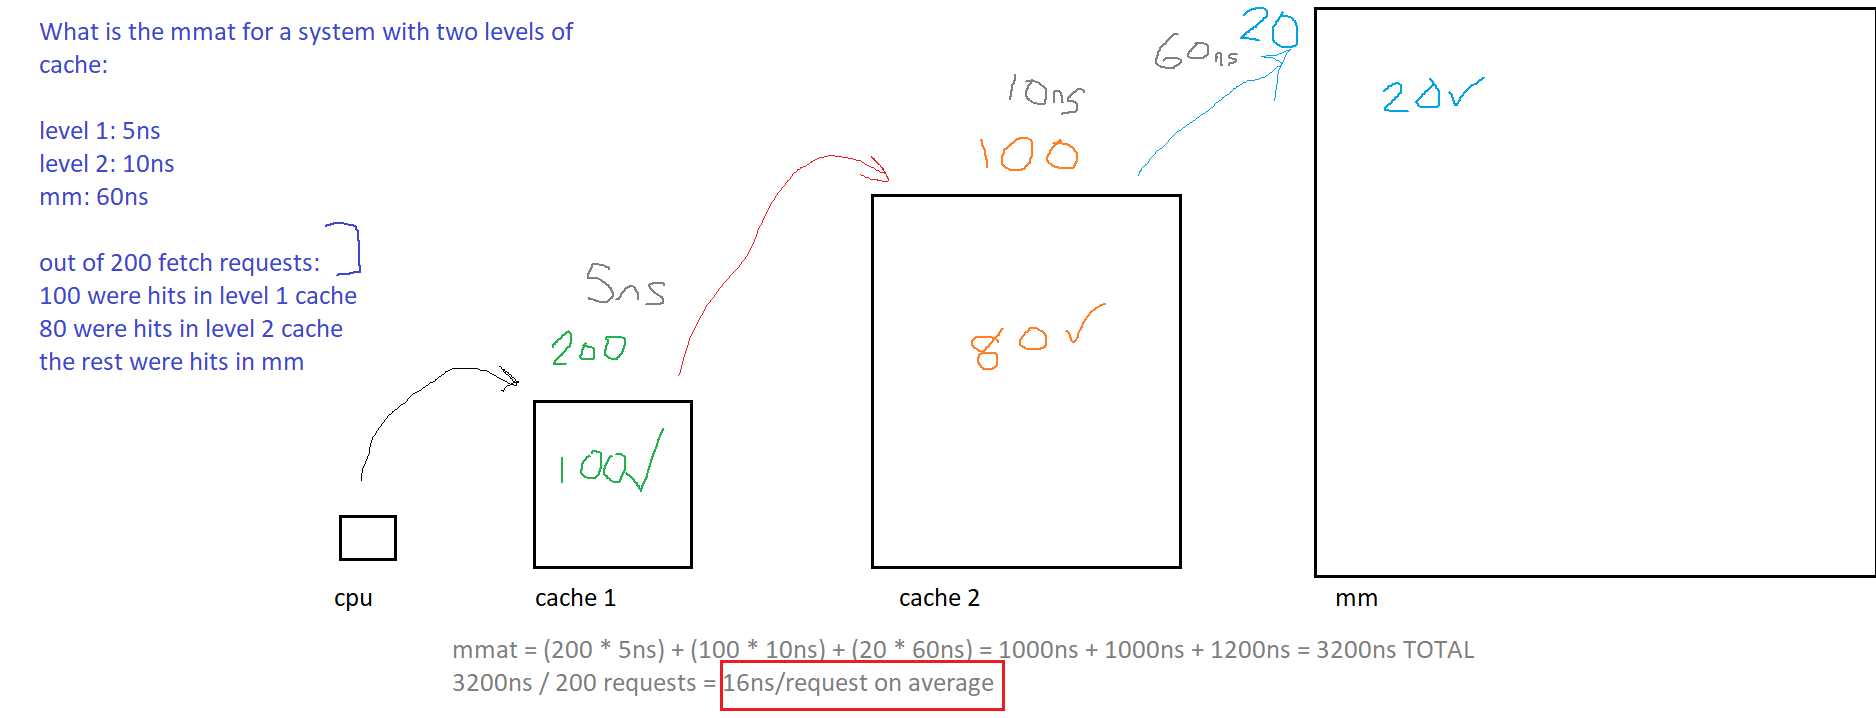 What is the mmat for a system with two levels of
cache:
level 1: 5ns
level 2: 10ns
mm: 60ns
out of 200 fetch requests:
100 were hits in level 1 cache
80 were hits in level 2 cache
the rest were hits in mm
5ns
200
100✓
10ns
100
80✓
60ns
20
20✓
cpu
cache 1
cache 2
mm
mmat = (200 * 5ns) + (100 * 10ns) + (20 * 60ns) = 1000ns + 1000ns + 1200ns = 3200ns TOTAL
3200ns / 200 requests = 16ns/request on average